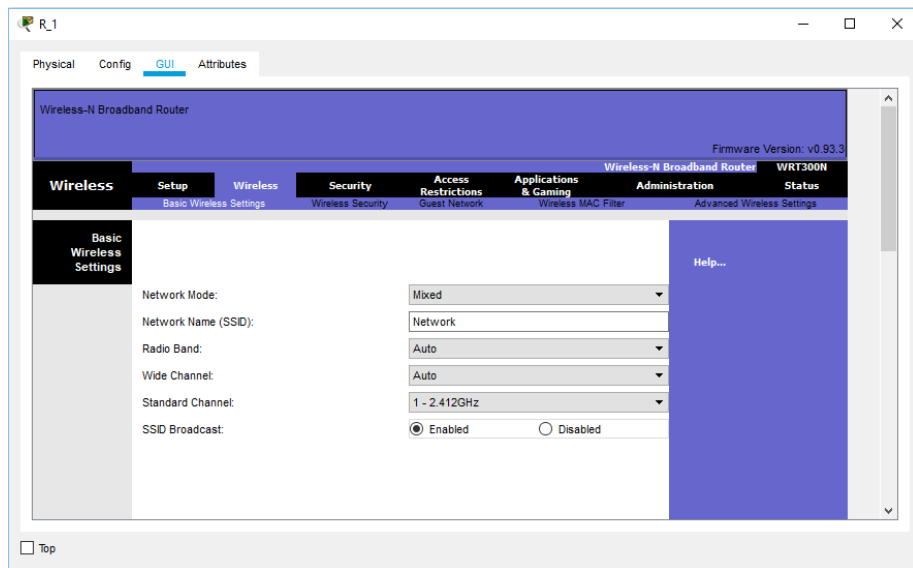 R_1
Physical Config GUI Attributes
Wireless-N Broadband Router
Firmware Version: v0.93.3
Wireless-N Broadband Router WRT300N
Wireless Setup Wireless Security Access Restrictions Applications & Gaming Administration Status
Basic Wireless Settings Wireless Security Guest Network Wireless MAC Filter Advanced Wireless Settings
Basic
Wireless
Settings
Help...
Network Mode: Mixed
Network Name (SSID): Network
Radio Band: Auto
Wide Channel: Auto
Standard Channel: 1 - 2.412GHz
SSID Broadcast: Enabled Disabled
Top